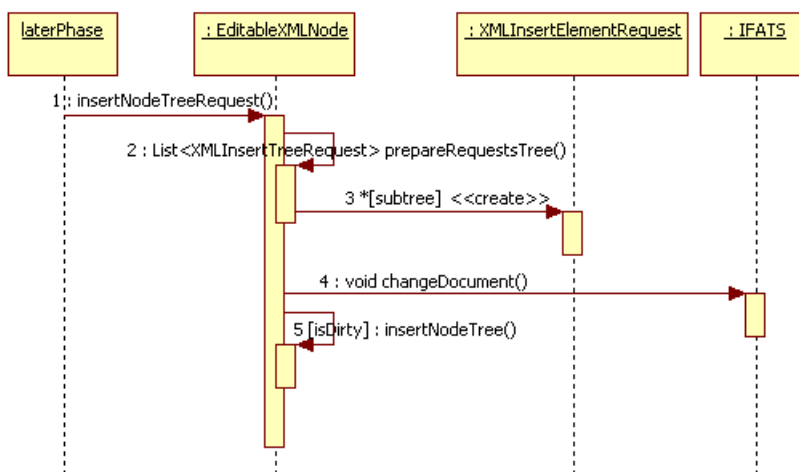 laterPhase
: EditableXMLNode
: XMLInsertElementRequest
: IFATS
1 : insertNodeTreeRequest()
2 : List<XMLInsertTreeRequest> prepareRequestsTree()
3 *[subtree] <<create>>
4 : void changeDocument()
5 [isDirty] : insertNodeTree()